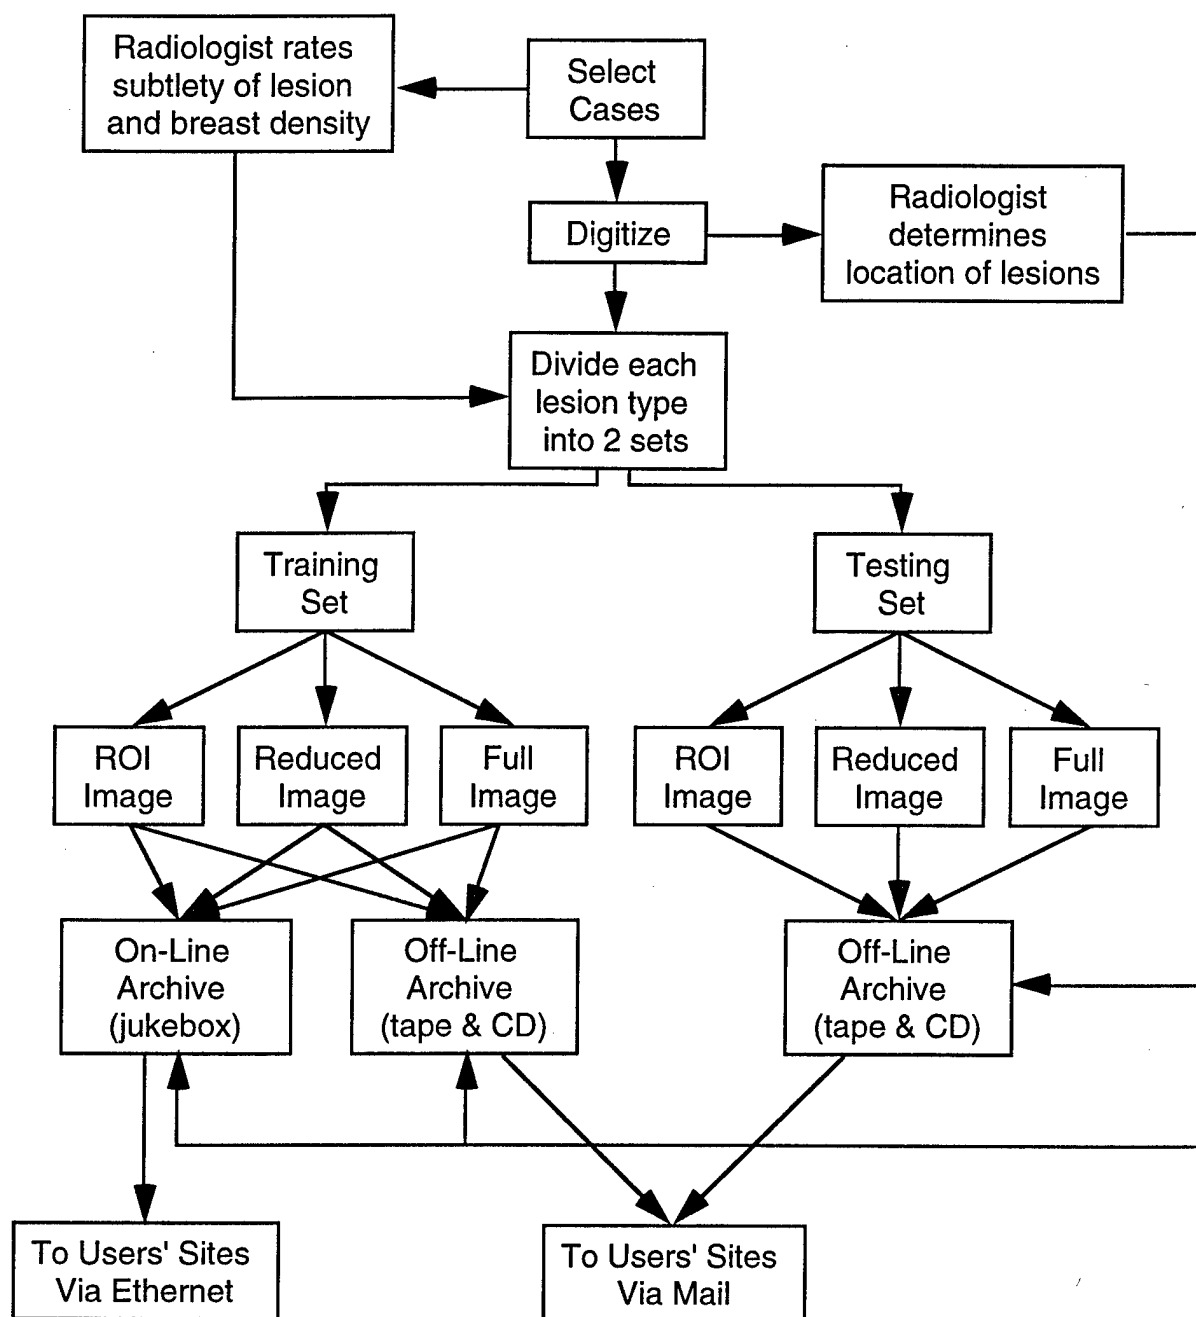 Radiologist rates
subtlety of lesion
and breast density
Select
Cases
Digitize
Radiologist
determines
location of lesions
Divide each
lesion type
into 2 sets
Training
Set
Testing
Set
ROI
Image
Reduced
Image
Full
Image
ROI
Image
Reduced
Image
Full
Image
On-Line
Archive
(jukebox)
Off-Line
Archive
(tape & CD)
Off-Line
Archive
(tape & CD)
To Users' Sites
Via Ethernet
To Users' Sites
Via Mail